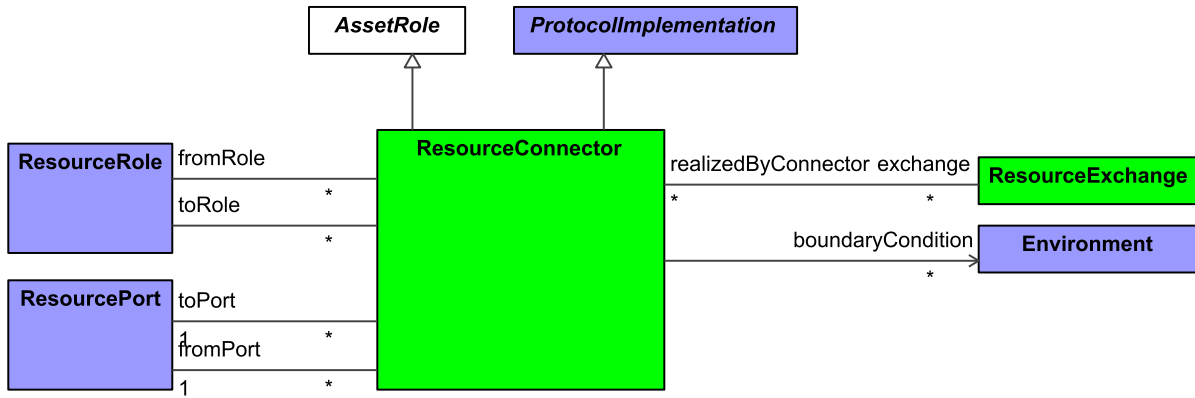 AssetRole
ProtocolImplementation
ResourceRole
fromRole
*
toRole
*
ResourceConnector
realizedByConnector exchange
*
*
ResourceExchange
boundaryCondition
*
Environment
ResourcePort
toPort
1
*
fromPort
1
*